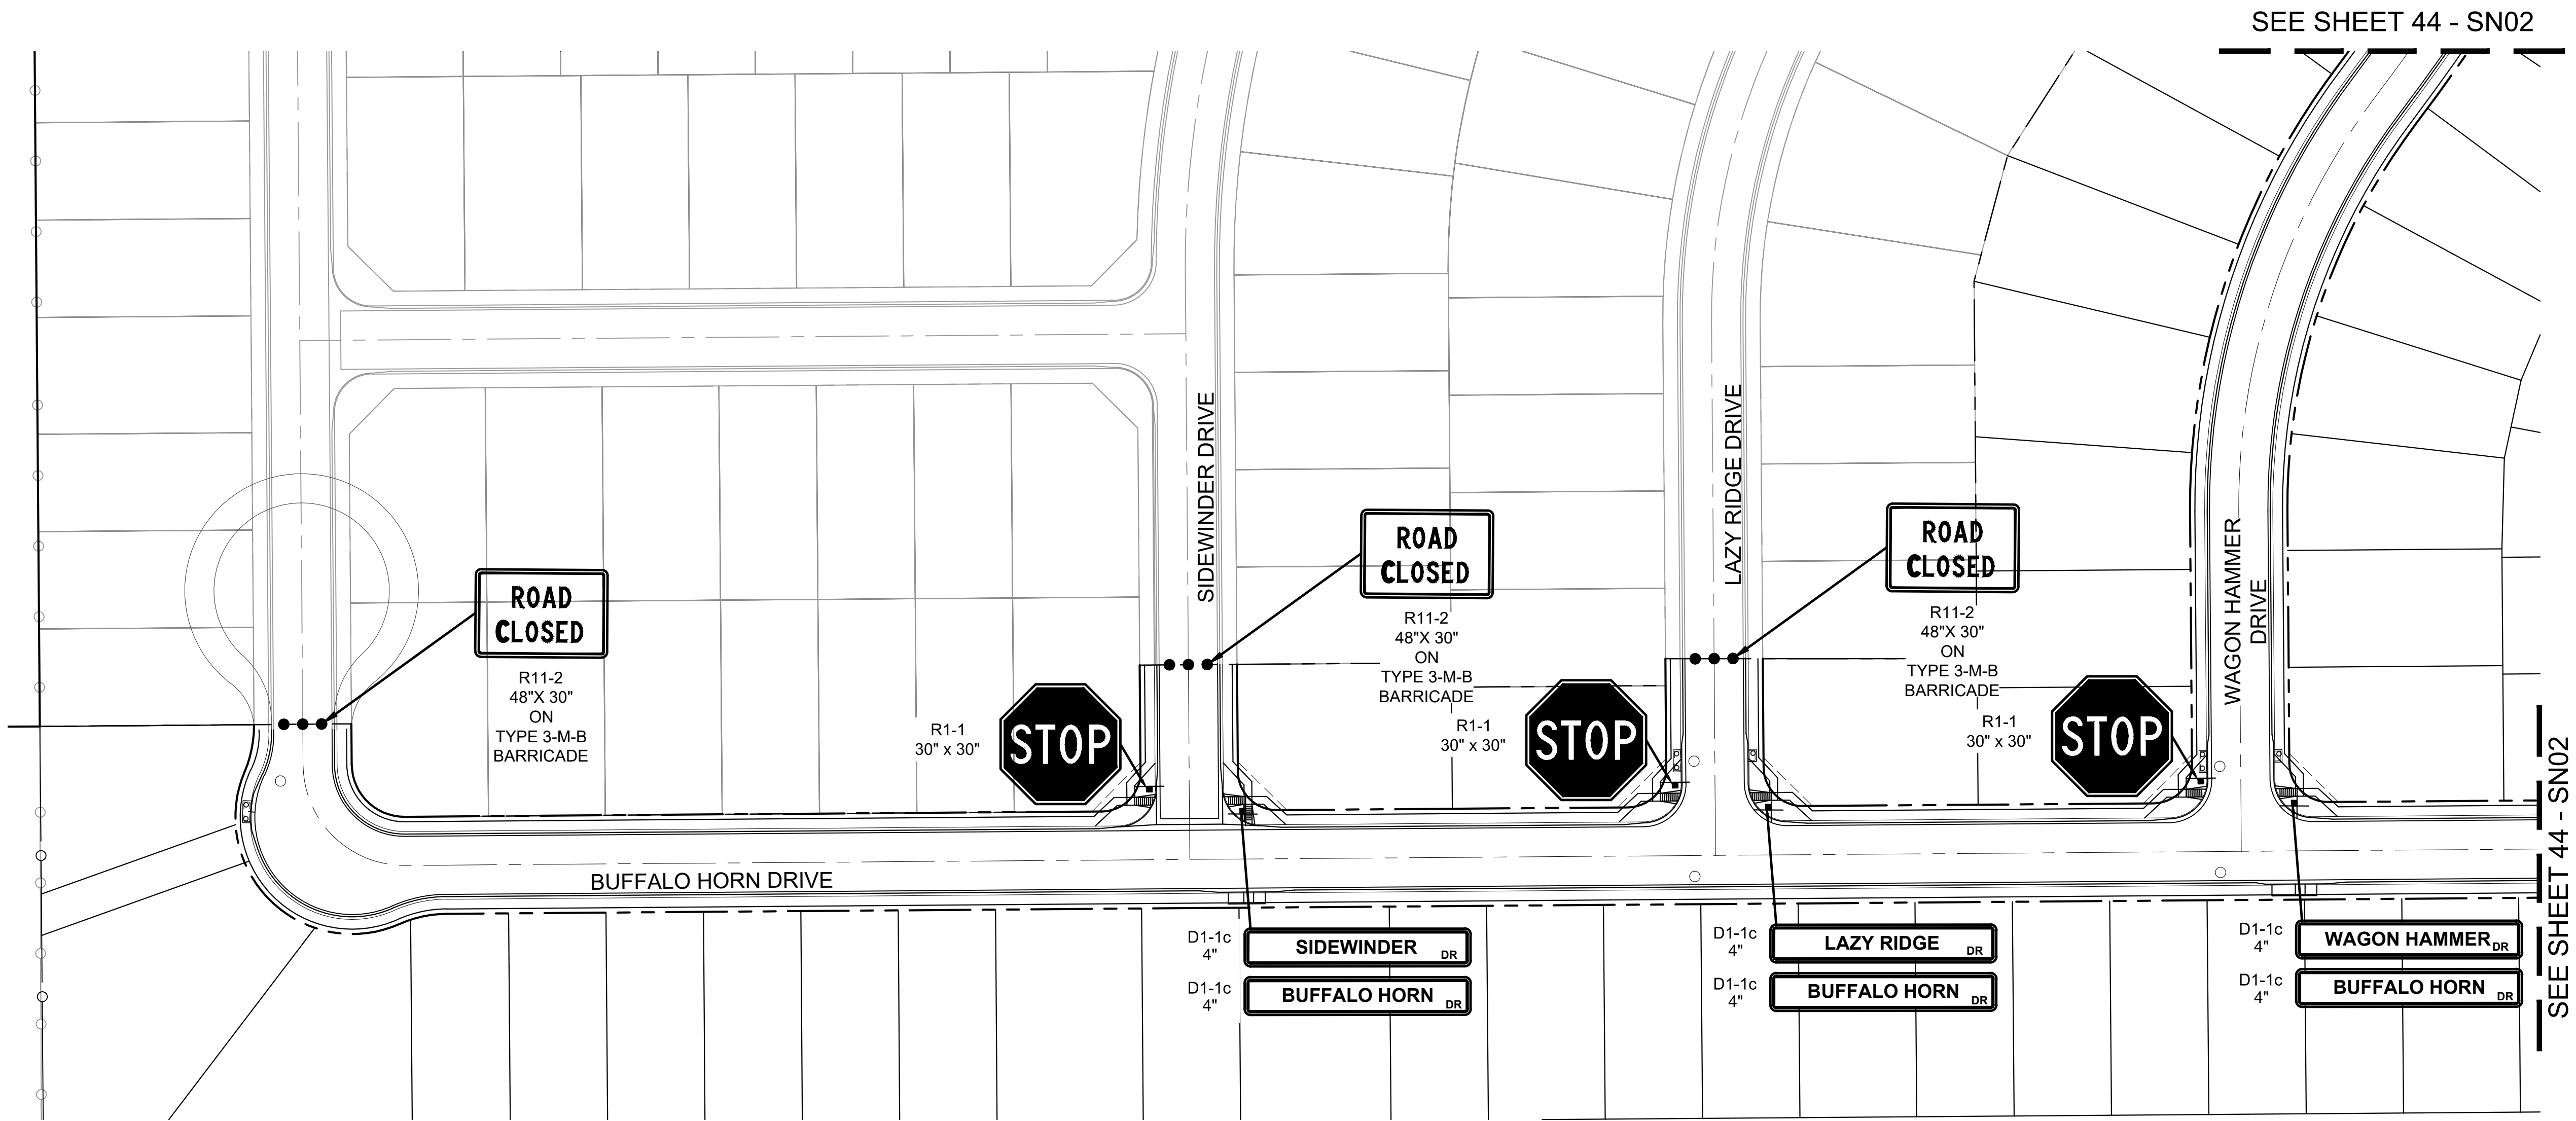 SEE SHEET 44 - SN02
SIDEWINDER DRIVE
LAZY RIDGE DRIVE
WAGON HAMMER
DRIVE
ROAD
CLOSED
R11-2
48"X 30"
ON
TYPE 3-M-B
BARRICADE
ROAD
CLOSED
R11-2
48"X 30"
ON
TYPE 3-M-B
BARRICADE
ROAD
CLOSED
R11-2
48"X 30"
ON
TYPE 3-M-B
BARRICADE
R1-1
30" x 30"
STOP
R1-1
30" x 30"
STOP
R1-1
30" x 30"
STOP
BUFFALO HORN DRIVE
SEE SHEET 44 - SN02
D1-1c
4"
SIDEWINDER DR
D1-1c
4"
BUFFALO HORN DR
D1-1c
4"
LAZY RIDGE DR
D1-1c
4"
BUFFALO HORN DR
D1-1c
4"
WAGON HAMMER DR
D1-1c
4"
BUFFALO HORN DR